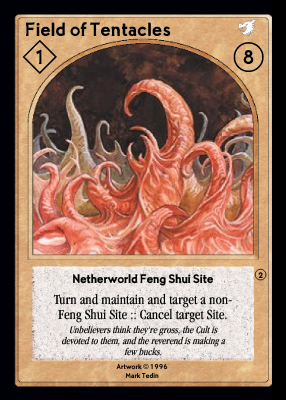 Field of Tentacles
1
8
Netherworld Feng Shui Site
2
Turn and maintain and target a non-
Feng Shui Site :: Cancel target Site.
Unbelievers think they're gross, the Cult is
devoted to them, and the reverend is making a
few bucks.
Artwork © 1996
Mark Tedin